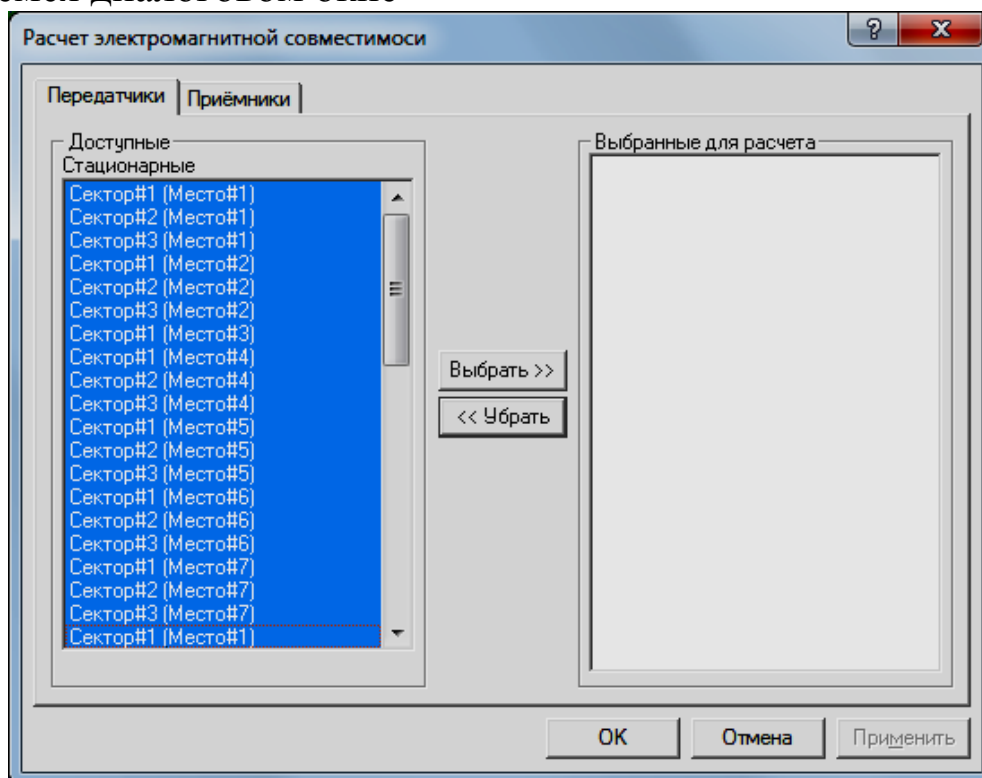 диалоговом окне
Расчет электромагнитной совместимоси
Передатчики
Приёмники
Доступные
Стационарные
Сектор#1 (Место#1)
Сектор#2 (Место#1)
Сектор#3 (Место#1)
Сектор#1 (Место#2)
Сектор#2 (Место#2)
Сектор#3 (Место#2)
Сектор#1 (Место#3)
Сектор#1 (Место#4)
Сектор#2 (Место#4)
Сектор#3 (Место#4)
Сектор#1 (Место#5)
Сектор#2 (Место#5)
Сектор#3 (Место#5)
Сектор#1 (Место#6)
Сектор#2 (Место#6)
Сектор#3 (Место#6)
Сектор#1 (Место#7)
Сектор#2 (Место#7)
Сектор#3 (Место#7)
Сектор#1 (Место#1)
Выбрать >>
<< Убрать
Выбранные для расчета
OK
Отмена
Применить